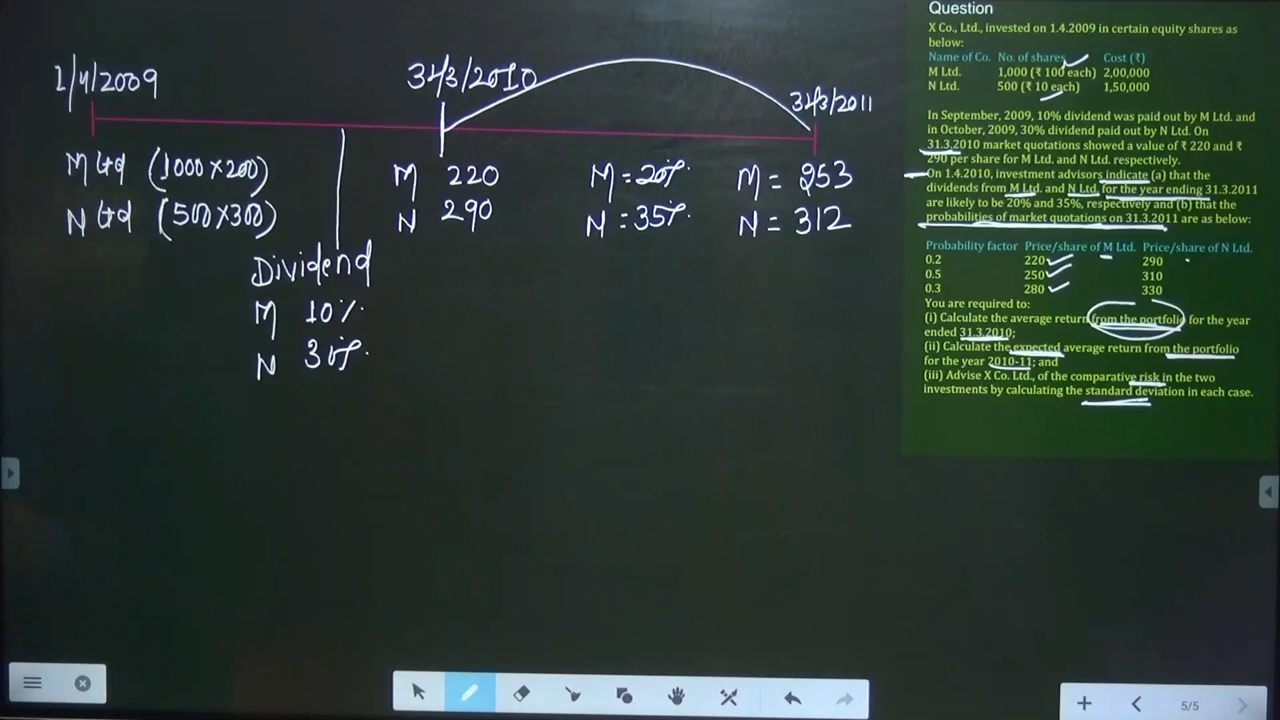 1/4/2009
31/3/2010
31/3/2011
M Ltd (1000×200)
N Ltd (500×300)
M 220
N 290
M = 20%
N = 35%
M = 253
N = 312
Dividend
M 10%
N 30%
Question
X Co., Ltd., invested on 1.4.2009 in certain equity shares as
below:
Name of Co. No. of shares Cost (₹)
M Ltd. 1,000 (₹ 100 each) 2,00,000
N Ltd. 500 (₹ 10 each) 1,50,000
In September, 2009, 10% dividend was paid out by M Ltd. and
in October, 2009, 30% dividend paid out by N Ltd. On
31.3.2010 market quotations showed a value of ₹ 220 and ₹
290 per share for M Ltd. and N Ltd. respectively.
On 1.4.2010, investment advisors indicate (a) that the
dividends from M Ltd. and N Ltd. for the year ending 31.3.2011
are likely to be 20% and 35%, respectively and (b) that the
probabilities of market quotations on 31.3.2011 are as below:
Probability factor Price/share of M Ltd. Price/share of N Ltd.
0.2 220 290
0.5 250 310
0.3 280 330
You are required to:
(i) Calculate the average return from the portfolio for the year
ended 31.3.2010;
(ii) Calculate the expected average return from the portfolio
for the year 2010-11; and
(iii) Advise X Co. Ltd., of the comparative risk in the two
investments by calculating the standard deviation in each case.
5/5